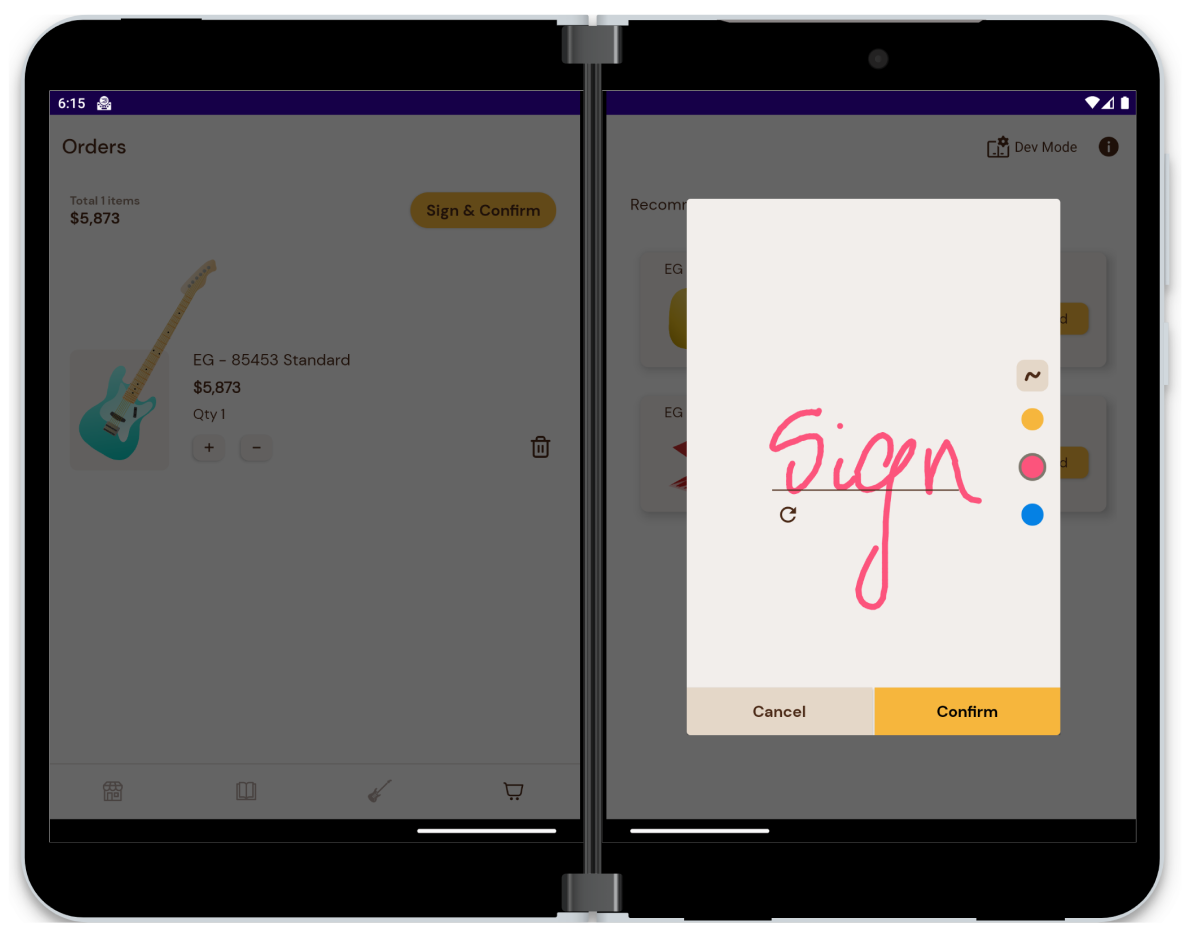 6:15
Orders
Dev Mode
Total 1 items
$5,873
Sign & Confirm
Recomm
EG
d
EG - 85453 Standard
$5,873
Qty 1
+ -
EG
d
Sign
Cancel
Confirm